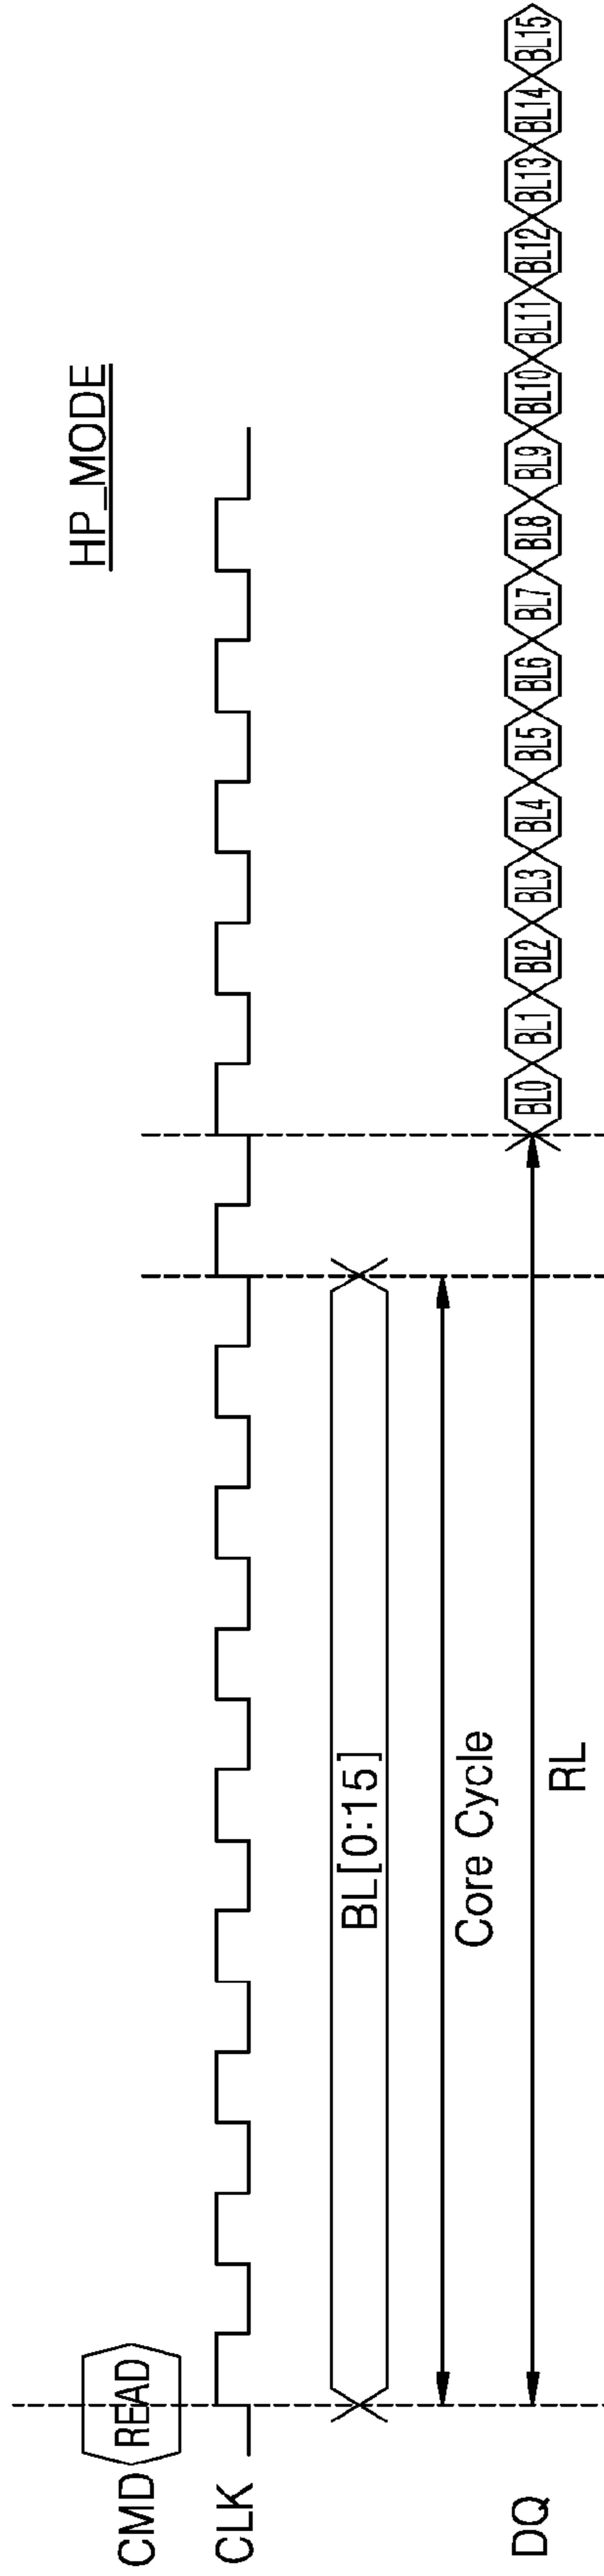 HP_MODE
CMD
READ
CLK
BL[0:15]
Core Cycle
DQ
BL0 BL1 BL2 BL3 BL4 BL5 BL6 BL7 BL8 BL9 BL10 BL11 BL12 BL13 BL14 BL15
RL